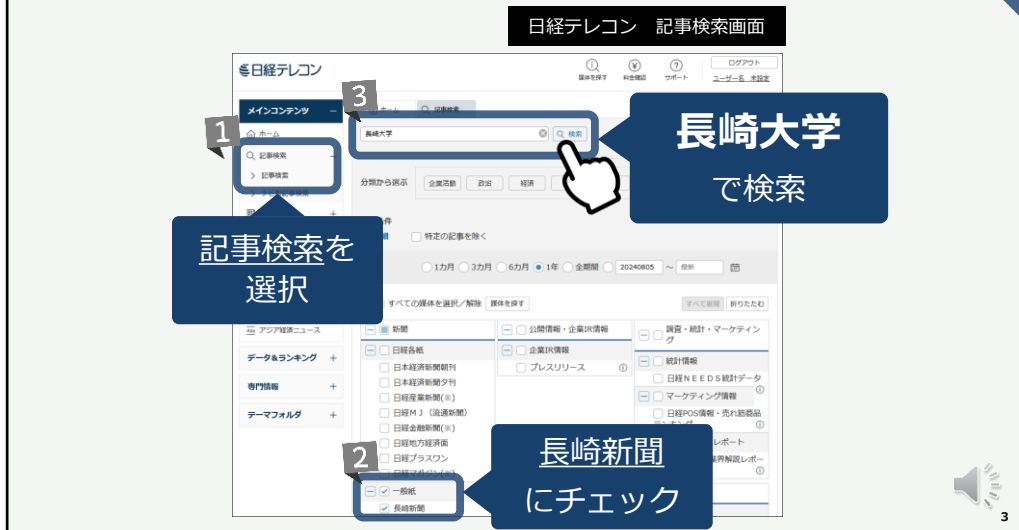 日経テレコン 記事検索画面
日経テレコン
媒体を探す
料金確認
サポート
ログアウト
ユーザー名 未設定
メインコンテンツ −
ホーム
記事検索 −
> 記事検索
1
記事検索を
選択
アジア経済ニュース
データ&ランキング +
専門情報 +
テーマフォルダ +
3
ホーム
記事検索
長崎大学
検索
長崎大学
で検索
分類から選ぶ 企業活動 政治 経済
特定の記事を除く
1カ月 3カ月 6カ月 1年 全期間 20240805 ~ 最新
すべての媒体を選択/解除 媒体を探す すべて展開 折りたたむ
新聞
日経各紙
日本経済新聞朝刊
日本経済新聞夕刊
日経産業新聞(※)
日経MJ(流通新聞)
日経金融新聞(※)
日経地方経済面
日経プラスワン
日経マガジン(※)
2
一般紙
長崎新聞
長崎新聞
にチェック
公開情報・企業IR情報
企業IR情報
プレスリリース
調査・統計・マーケティン
グ
統計情報
日経NEEDS統計データ
マーケティング情報
日経POS情報・売れ筋商品
レポート
界解説レポー
3